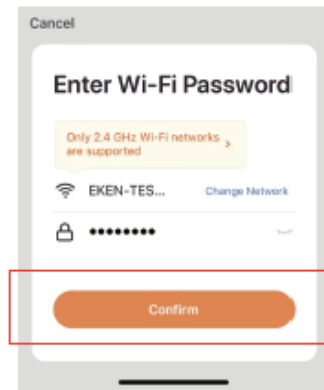 Cancel
Enter Wi-Fi Password
Only 2.4 GHz Wi-Fi networks
are supported
EKEN-TES...
Change Network
••••••••
Confirm